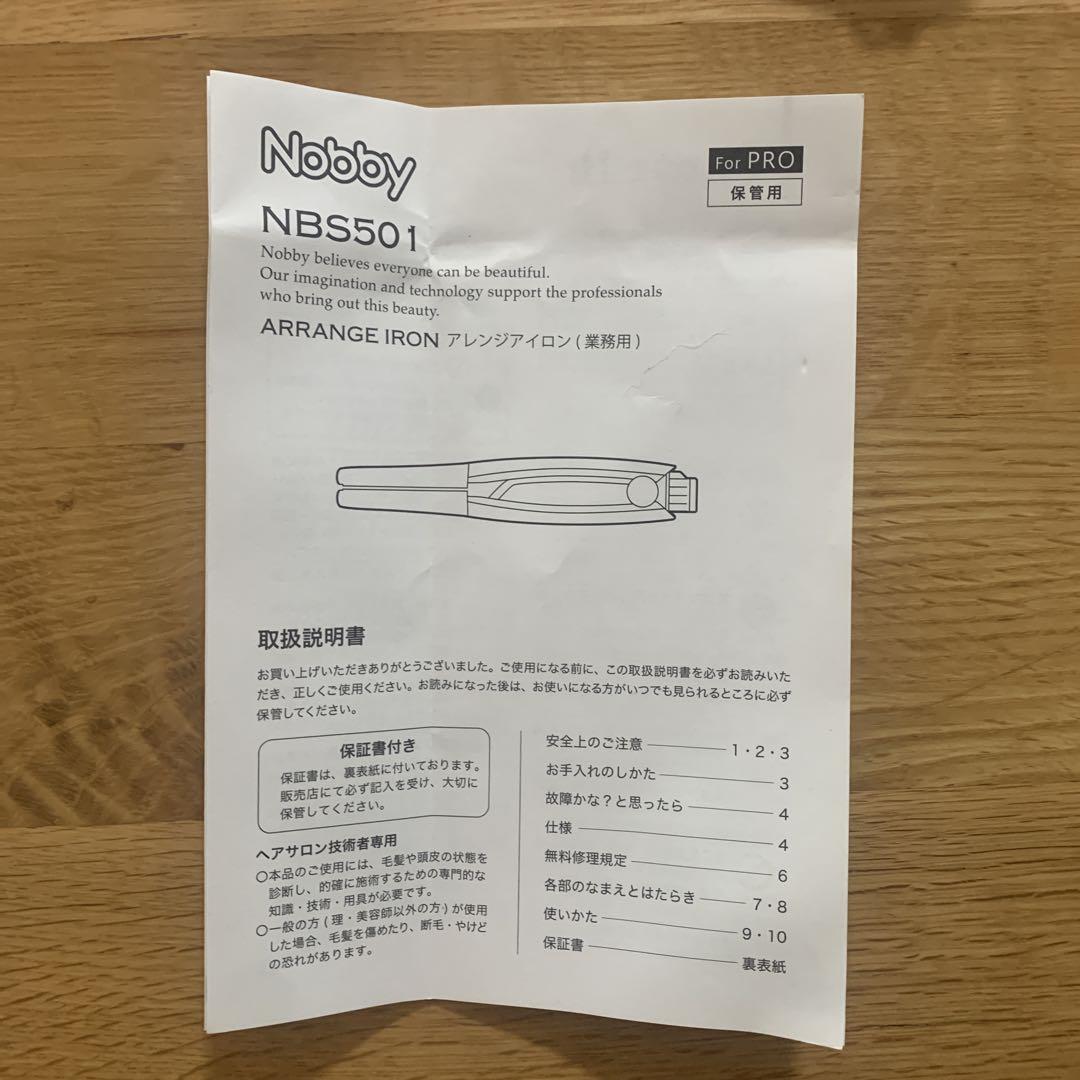 Nobby
For PRO
保管用
NBS501
Nobby believes everyone can be beautiful.
Our imagination and technology support the professionals
who bring out this beauty.
ARRANGE IRON アレンジアイロン(業務用)
取扱説明書
お買い上げいただきありがとうございました。ご使用になる前に、この取扱説明書を必ずお読みいた
だき、正しくご使用ください。お読みになった後は、お使いになる方がいつでも見られるところに必ず
保管してください。
保証書付き
保証書は、裏表紙に付いております。
販売店にて必ず記入を受け、大切に
保管してください。
ヘアサロン技術者専用
○本品のご使用には、毛髪や頭皮の状態を
診断し、的確に施術するための専門的な
知識・技術・用具が必要です。
○一般の方(理・美容師以外の方)が使用
した場合、毛髪を傷めたり、断毛・やけど
の恐れがあります。
安全上のご注意 1・2・3
お手入れのしかた 3
故障かな?と思ったら 4
仕様 4
無料修理規定 6
各部のなまえとはたらき 7・8
使いかた 9・10
保証書 裏表紙